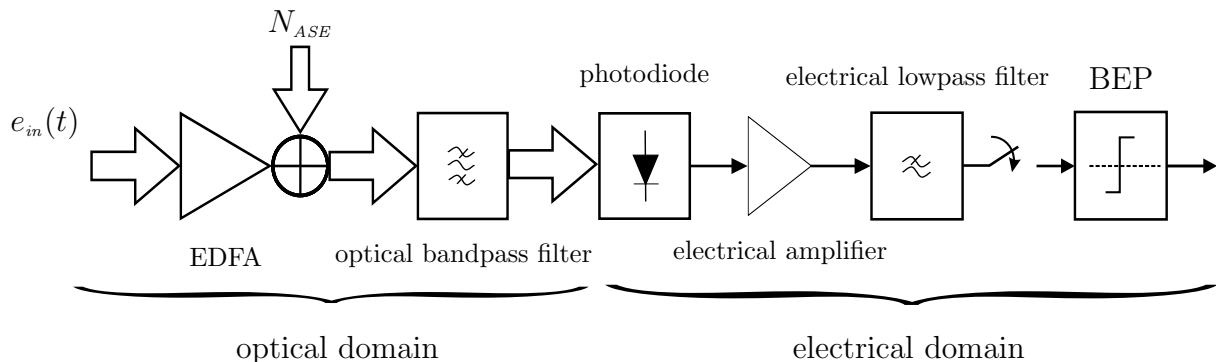 N_ASE
e_in(t)
photodiode
electrical lowpass filter
BEP
EDFA
optical bandpass filter
electrical amplifier
optical domain
electrical domain